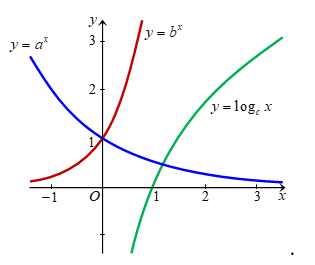 y
y = a^x
y = b^x
3
2
y = log_c x
1
−1 O 1 2 3 x
.